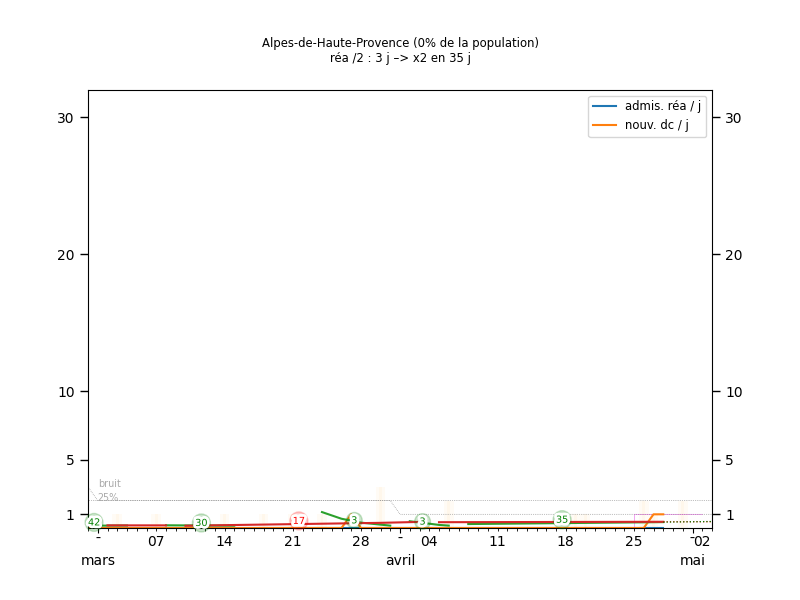 Alpes-de-Haute-Provence (0% de la population)
réa /2 : 3 j –> x2 en 35 j
admis. réa / j
nouv. dc / j
30 30
20 20
10 10
5 5
bruit
25%
1 1
42 30 17 3 3 35
- 07 14 21 28 - 04 11 18 25 - 02
mars avril mai